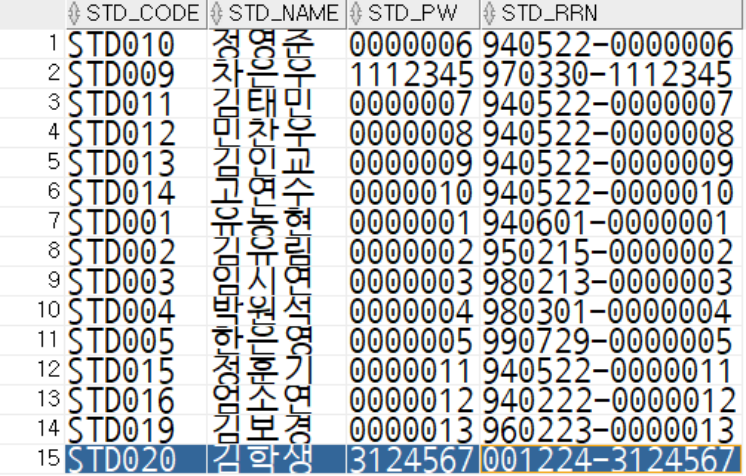 STD_CODE STD_NAME STD_PW STD_RRN
1 STD010 정영준 0000006 940522-0000006
2 STD009 차은우 1112345 970330-1112345
3 STD011 김태민 0000007 940522-0000007
4 STD012 민찬우 0000008 940522-0000008
5 STD013 김인교 0000009 940522-0000009
6 STD014 고연수 0000010 940522-0000010
7 STD001 유동현 0000001 940601-0000001
8 STD002 김유림 0000002 950215-0000002
9 STD003 임시연 0000003 980213-0000003
10 STD004 박원석 0000004 980301-0000004
11 STD005 한은영 0000005 990729-0000005
12 STD015 정훈기 0000011 940522-0000011
13 STD016 엄소연 0000012 940222-0000012
14 STD019 김보경 0000013 960223-0000013
15 STD020 김학생 3124567 001224-3124567